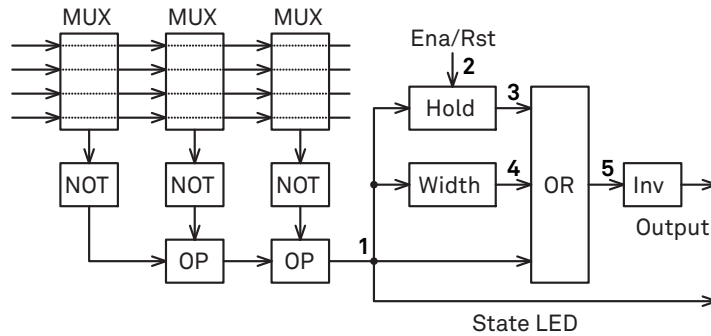 MUX MUX MUX
Ena/Rst
2
3
Hold
NOT NOT NOT
Width
4
OR
5
Inv
Output
OP OP
1
State LED